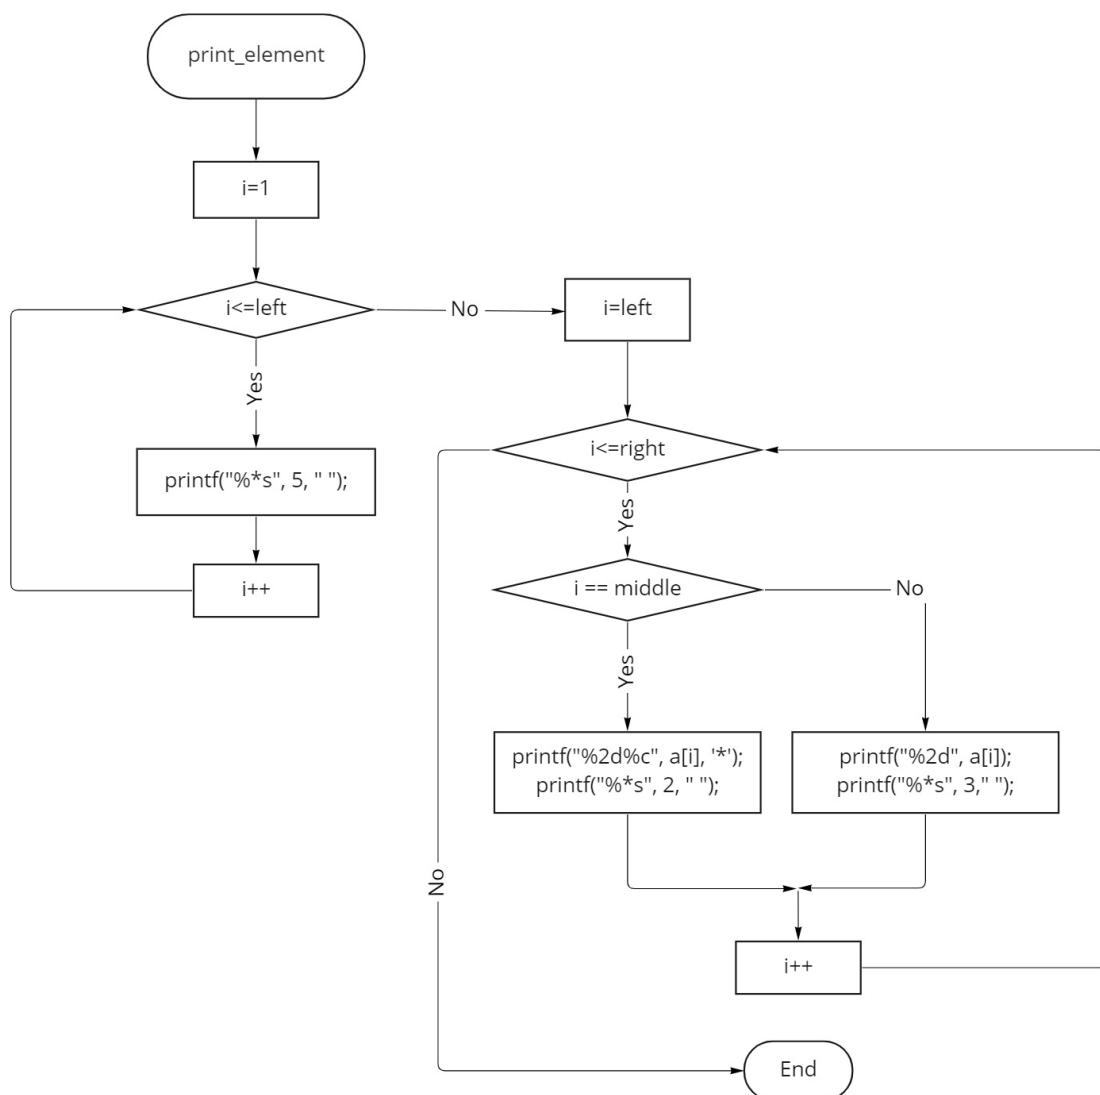 print_element
i=1
i<=left
No
i=left
Yes
printf("%*s", 5, " ");
i++
i<=right
Yes
i == middle
No
Yes
printf("%2d%c", a[i], '*');
printf("%*s", 2, " ");
printf("%2d", a[i]);
printf("%*s", 3," ");
No
i++
End